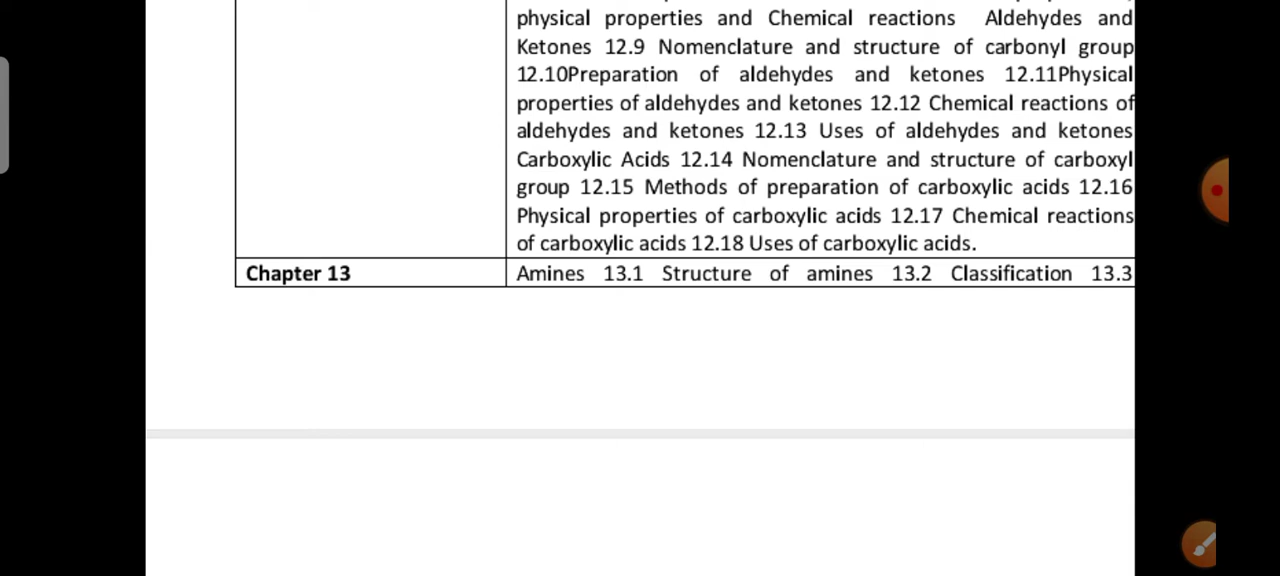 physical properties and Chemical reactions Aldehydes and
Ketones 12.9 Nomenclature and structure of carbonyl group
12.10Preparation of aldehydes and ketones 12.11Physical
properties of aldehydes and ketones 12.12 Chemical reactions of
aldehydes and ketones 12.13 Uses of aldehydes and ketones
Carboxylic Acids 12.14 Nomenclature and structure of carboxyl
group 12.15 Methods of preparation of carboxylic acids 12.16
Physical properties of carboxylic acids 12.17 Chemical reactions
of carboxylic acids 12.18 Uses of carboxylic acids.
Chapter 13
Amines 13.1 Structure of amines 13.2 Classification 13.3